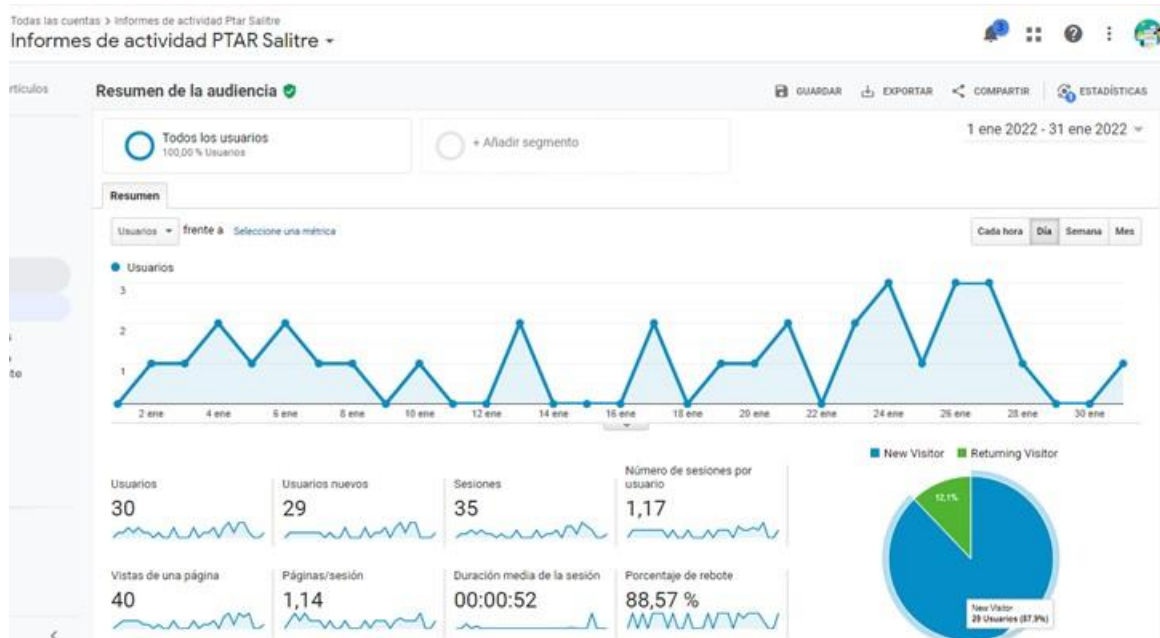 Todas las cuentas > Informes de actividad Ptar Salitre
Informes de actividad PTAR Salitre
3
rtículos
Resumen de la audiencia
GUARDAR
EXPORTAR
COMPARTIR
1
ESTADÍSTICAS
Todos los usuarios
100,00 % Usuarios
+ Añadir segmento
1 ene 2022 - 31 ene 2022
Resumen
Usuarios
frente a
Seleccione una métrica
Cada hora
Día
Semana
Mes
Usuarios
3
2
1
s
te
2 ene
4 ene
6 ene
8 ene
10 ene
12 ene
14 ene
16 ene
18 ene
20 ene
22 ene
24 ene
26 ene
28 ene
30 ene
New Visitor
Returning Visitor
Usuarios
30
Usuarios nuevos
29
Sesiones
35
Número de sesiones por
usuario
1,17
12,1%
Vistas de una página
40
Páginas/sesión
1,14
Duración media de la sesión
00:00:52
Porcentaje de rebote
88,57 %
New Visitor
29 Usuarios (87,9%)